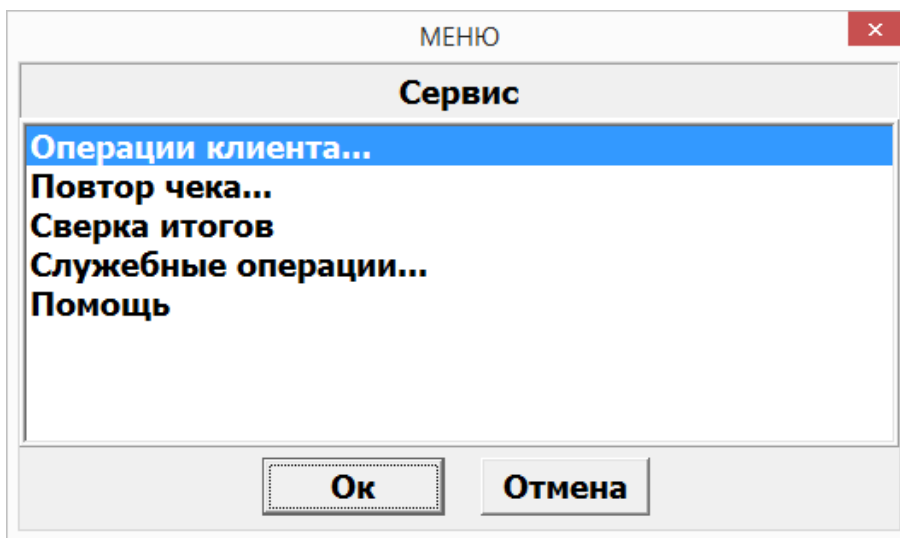 МЕНЮ
Сервис
Операции клиента...
Повтор чека...
Сверка итогов
Служебные операции...
Помощь
Ок Отмена